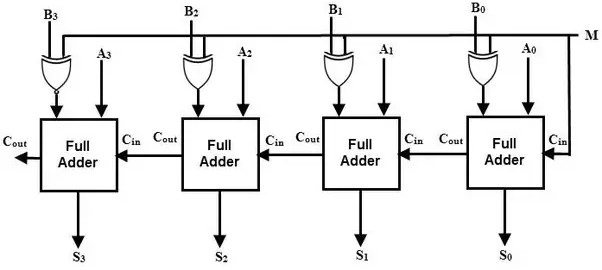 B3 B2 B1 B0
M
A3 A2 A1 A0
Cout Full Adder Cin Cout Full Adder Cin Cout Full Adder Cin Cout Full Adder Cin
S3 S2 S1 S0